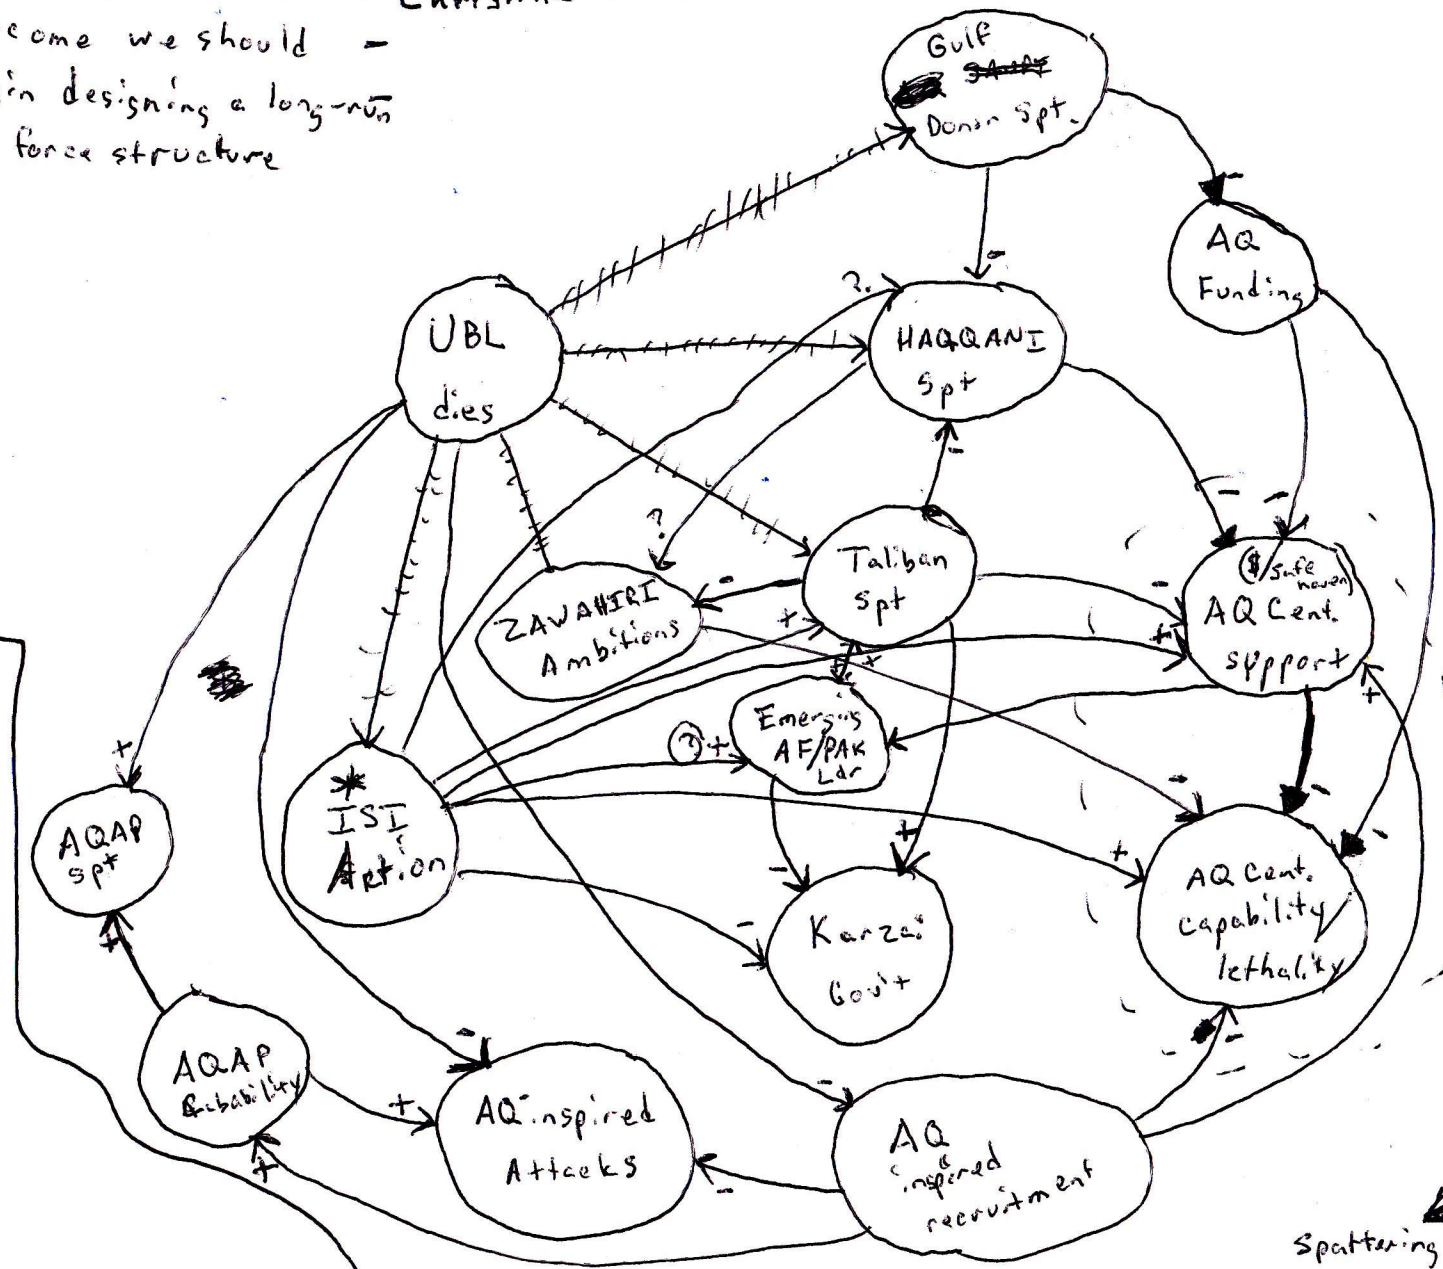 come we should -
in designing a long-run
force structure
Gulf
Donor Spt.
-
-
AQ
Funding
UBL
dies
?.
HAQQANI
Spt
-
-
-
?
Taliban
Spt
-
-
+
ZAWAHIRI
Ambitions
($/safe
haven)
AQ Cent.
support
+
+
+
Emerging
AF/PAK
Ldr
? +
+
*
ISI
Action
AQAP
Spt
+
+
-
-
-
-
+
+
-
AQ Cent.
capability
lethality
Karzai
Gov't
-
AQAP
Capability
+
+
-
AQ inspired
Attacks
-
-
-
AQ
inspired
recruitment
Spattering